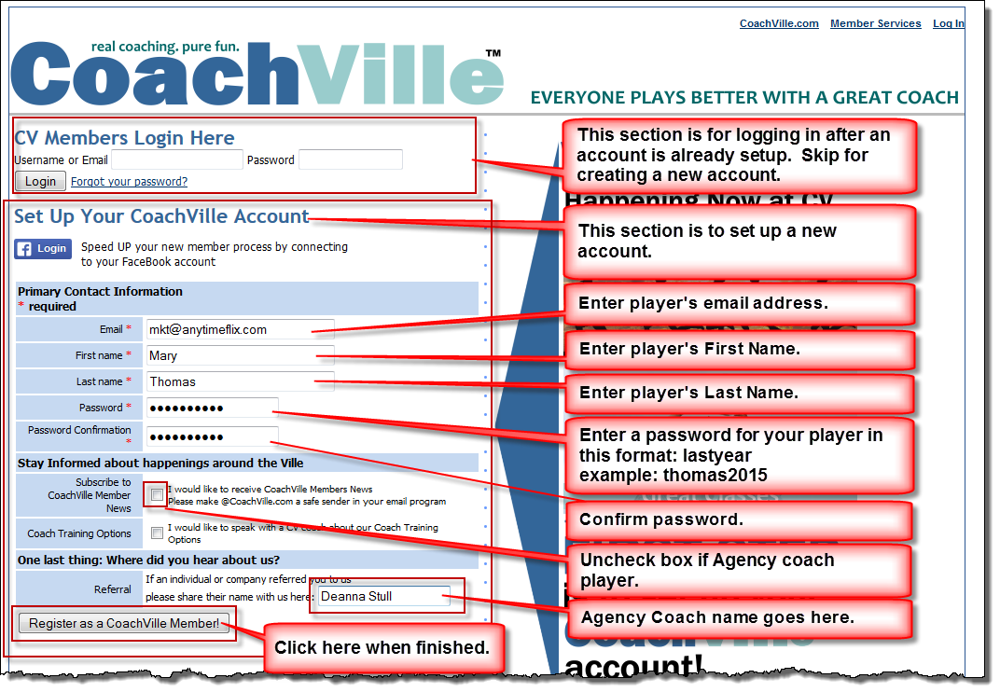 CoachVille.com Member Services Log In
real coaching. pure fun.
CoachVille™
EVERYONE PLAYS BETTER WITH A GREAT COACH
CV Members Login Here
Username or Email Password
Login Forgot your password?
This section is for logging in after an
account is already setup. Skip for
creating a new account.
Happening Now at CV
Set Up Your CoachVille Account
This section is to set up a new
account.
f Login
Speed UP your new member process by connecting
to your FaceBook account
Primary Contact Information
* required
Email * mkt@anytimeflix.com
Enter player's email address.
First name * Mary
Enter player's First Name.
Last name * Thomas
Enter player's Last Name.
Password * ••••••••••
Enter a password for your player in
this format: lastyear
example: thomas2015
Password Confirmation
* ••••••••••
Confirm password.
Stay Informed about happenings around the Ville
Subscribe to
CoachVille Member
News
I would like to receive CoachVille Members News
Please make @CoachVille.com a safe sender in your email program
Uncheck box if Agency coach
player.
Coach Training Options
I would like to speak with a CV coach about our Coach Training
Options
One last thing: Where did you hear about us?
Referral
If an individual or company referred you to us
please share their name with us here: Deanna Stull
Agency Coach name goes here.
Register as a CoachVille Member!
Click here when finished.
account!